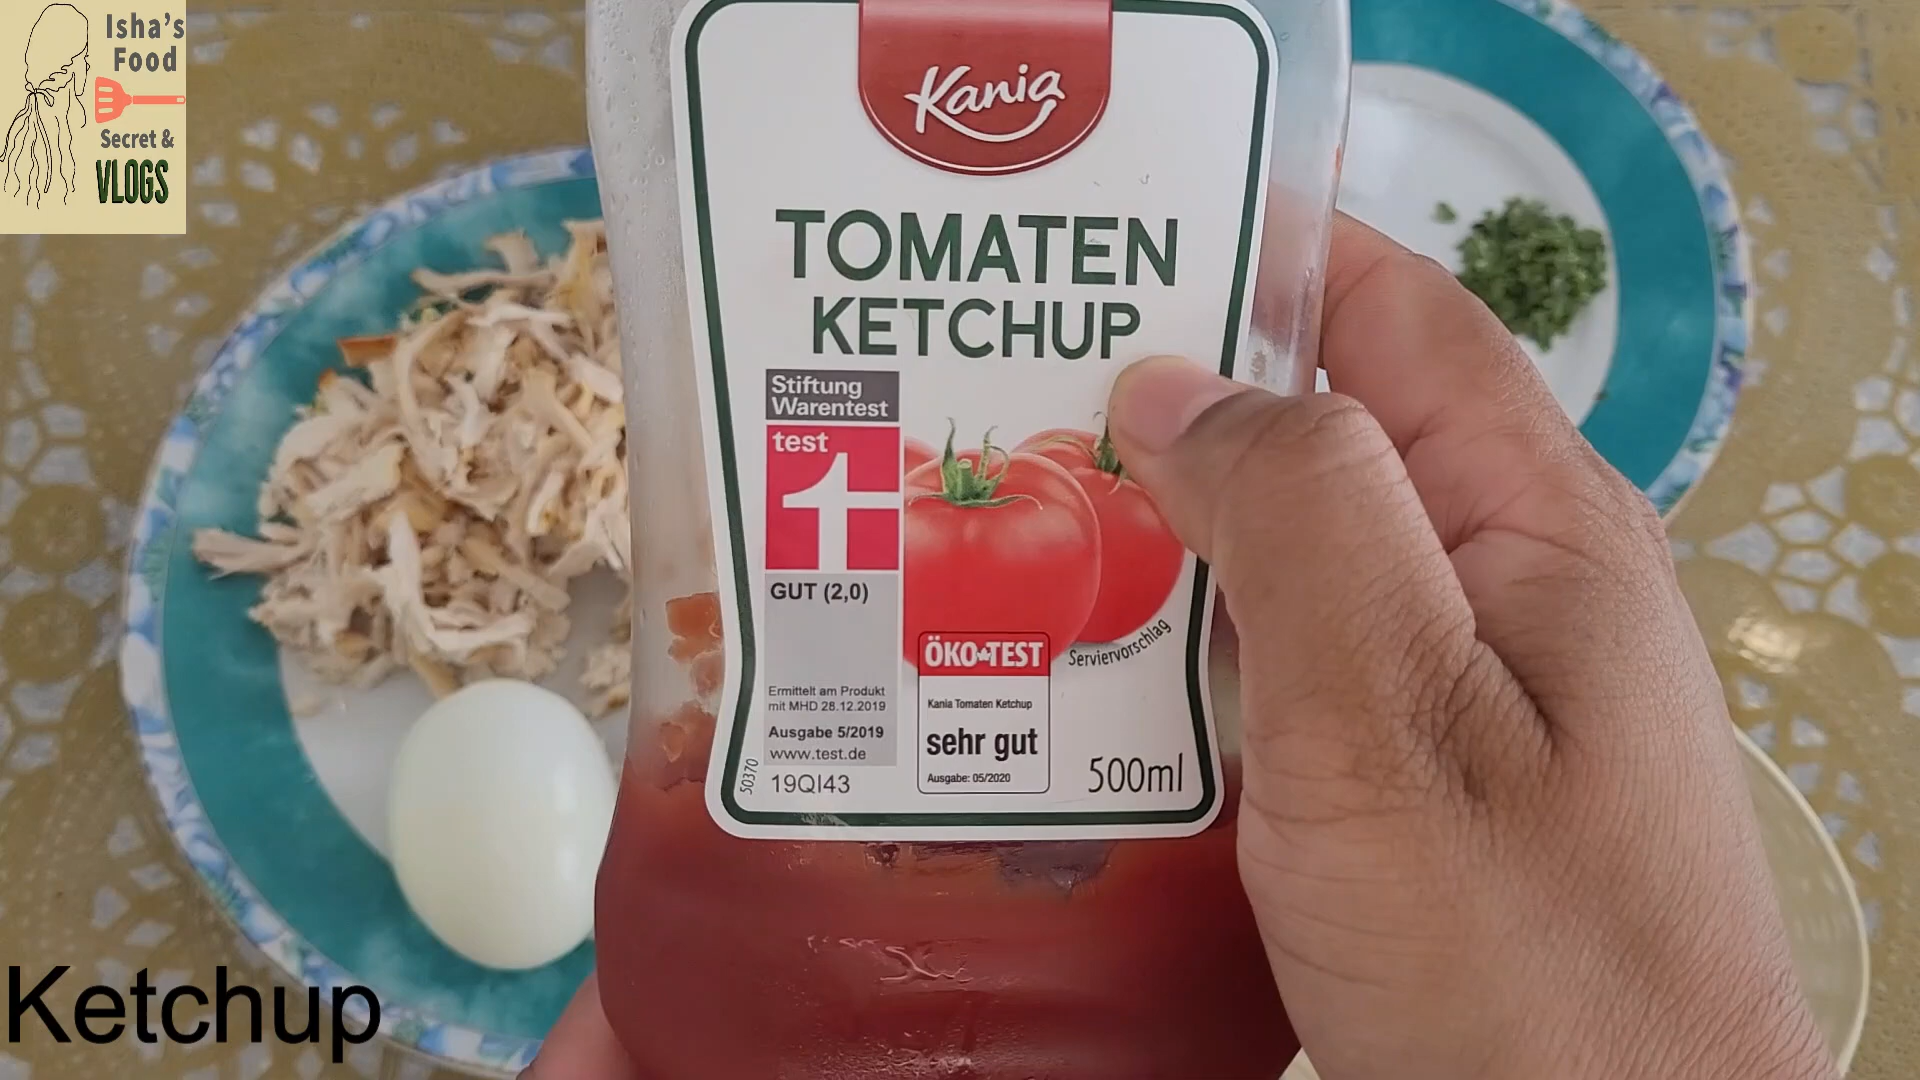 Isha's
Food
Secret &
VLOGS
Kania
TOMATEN
KETCHUP
Stiftung
Warentest
test
GUT (2,0)
Ermittelt am Produkt
mit MHD 28.12.2019
Ausgabe 5/2019
www.test.de
19QI43
50370
ÖKO TEST
Kania Tomaten Ketchup
sehr gut
Ausgabe: 05/2020
Serviervorschlag
500ml
Ketchup